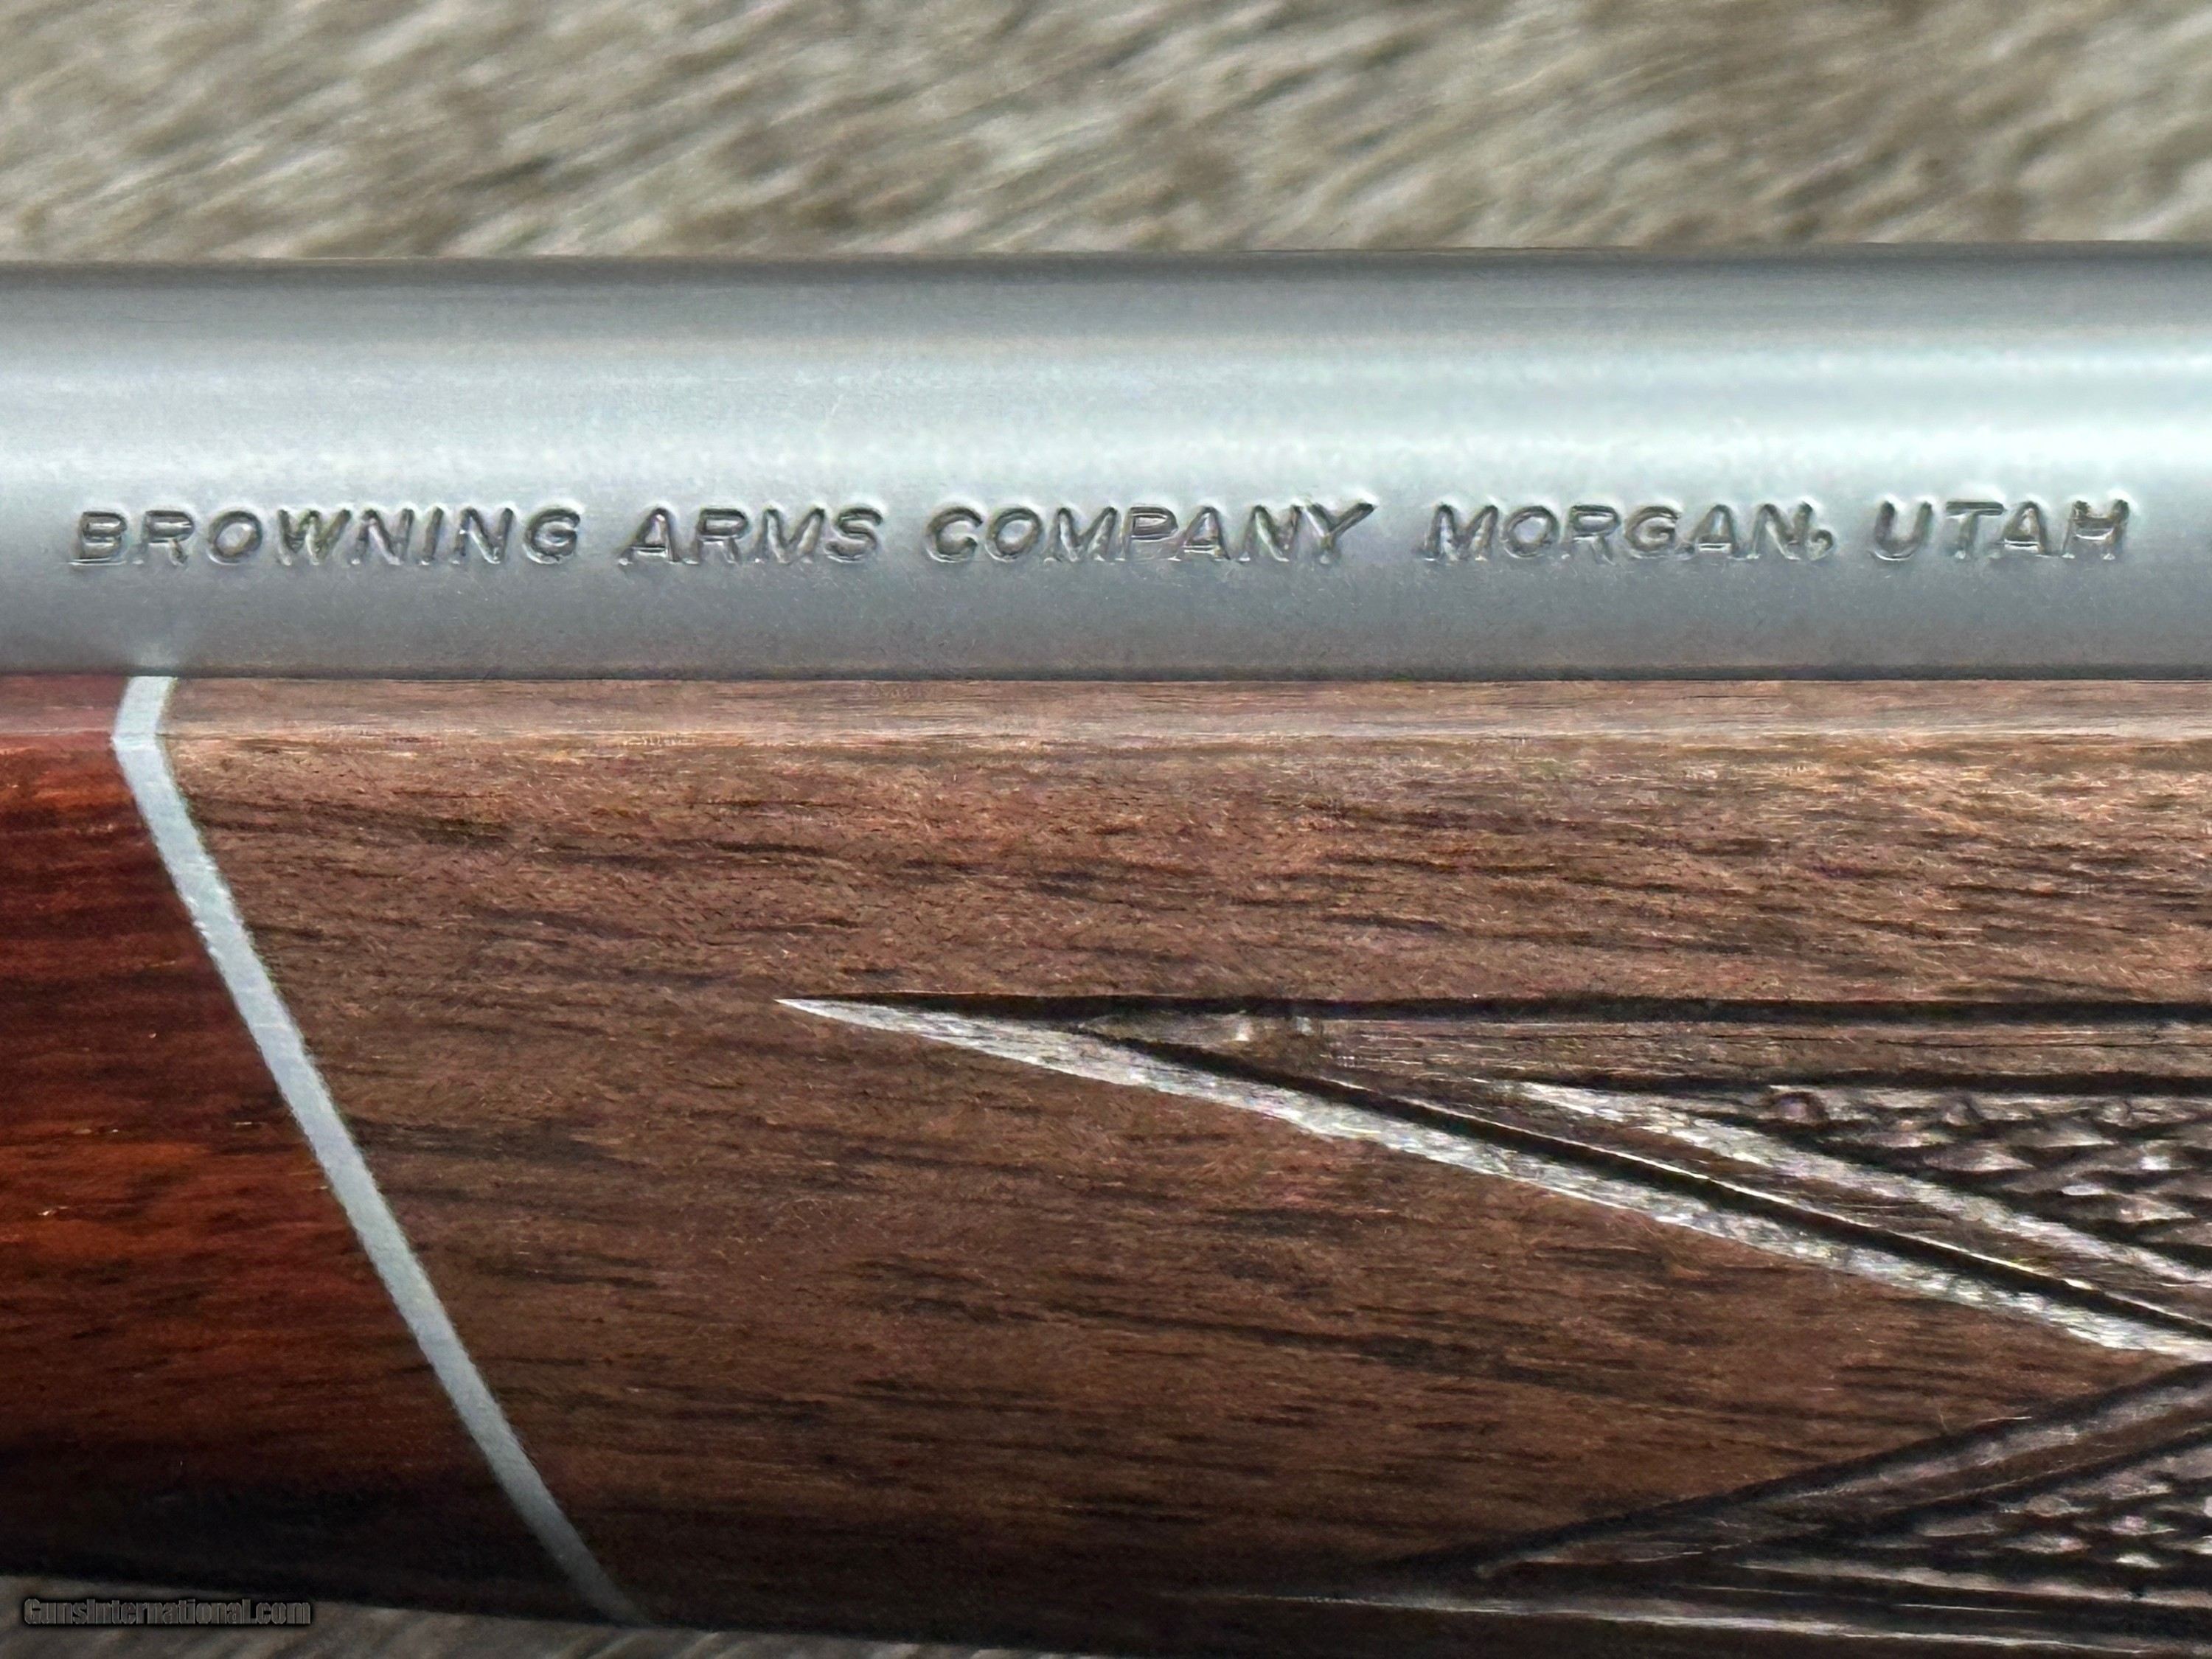 BROWNING ARMS COMPANY MORGAN, UTAH
GunsInternational.com